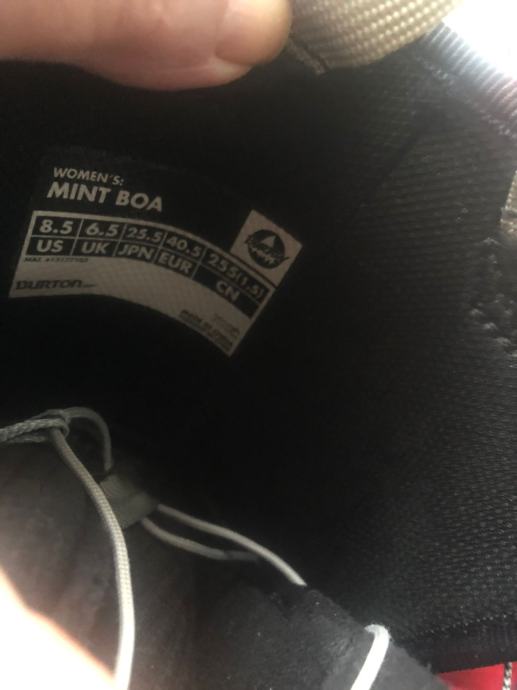 WOMEN'S:
MINT BOA
8.5 6.5 25.5 40.5 255(1.5)
US UK JPN EUR CN
BURTON